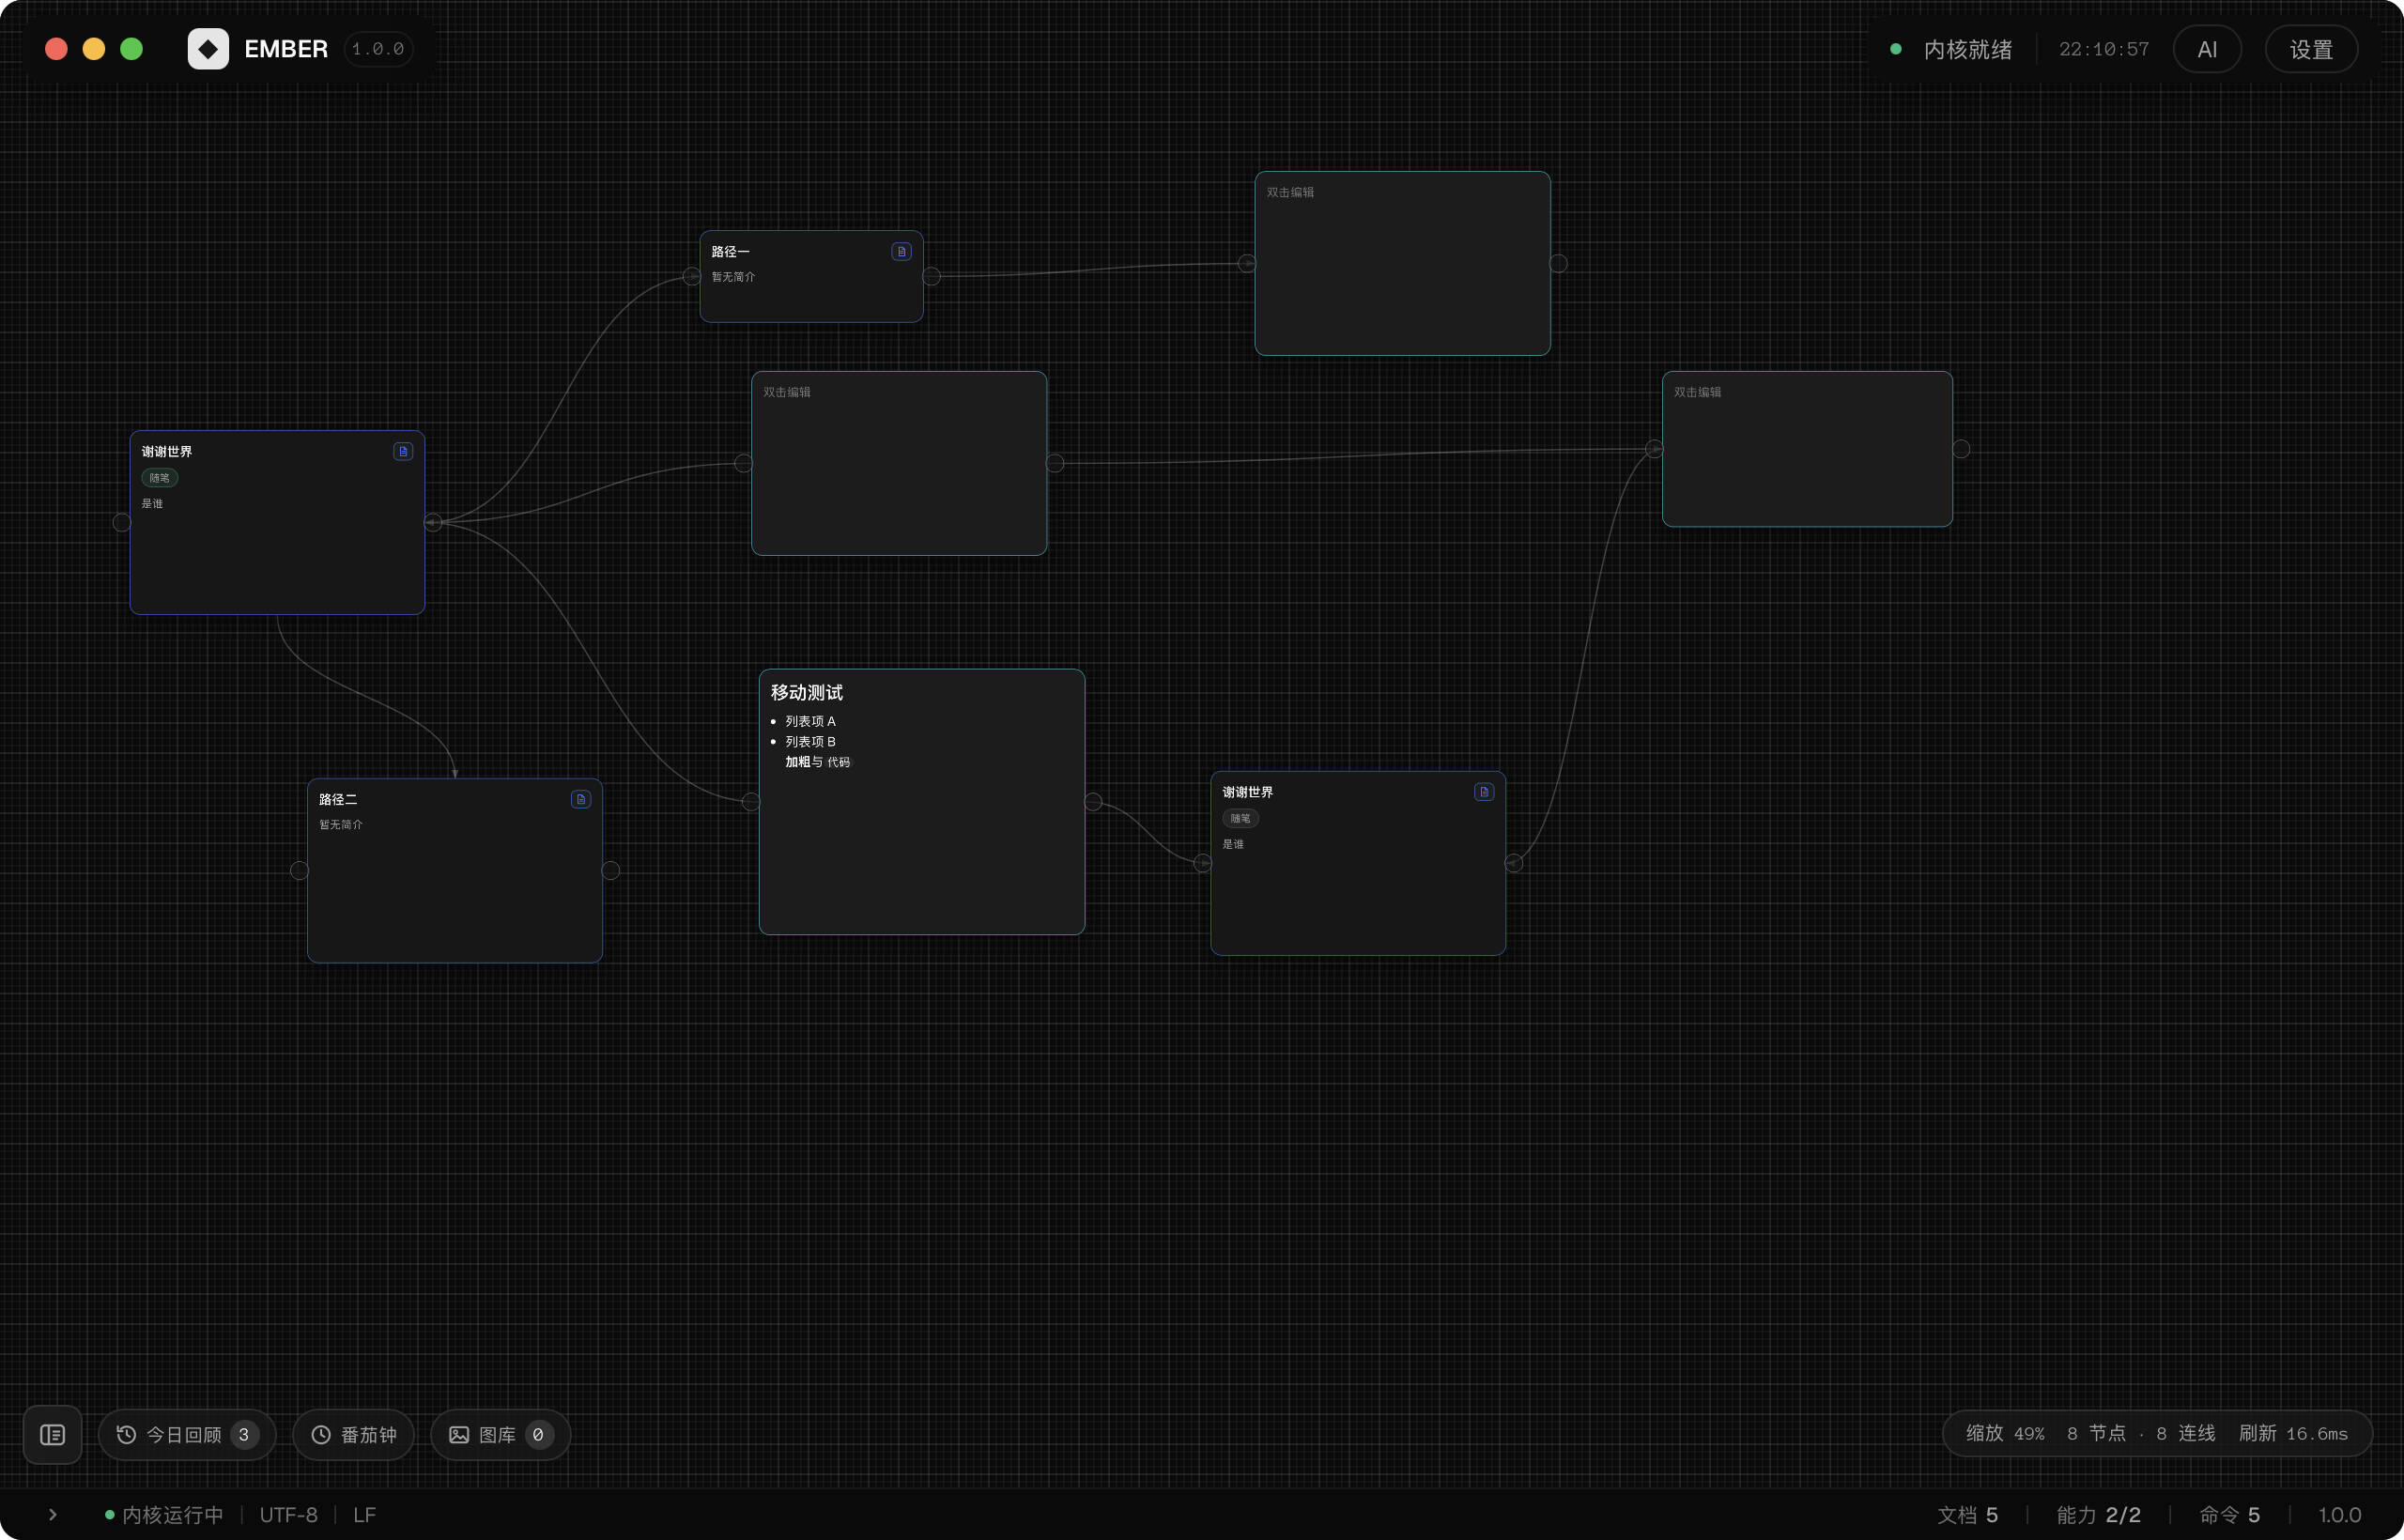 EMBER 1.0.0
内核就绪 22:10:57 AI 设置
双击编辑
路径一
暂无简介
双击编辑
双击编辑
谢谢世界
随笔
是谁
移动测试
列表项 A
列表项 B
加粗与 代码
路径二
暂无简介
谢谢世界
随笔
是谁
今日回顾 3 番茄钟 图库 0
缩放 49% 8 节点 · 8 连线 刷新 16.6ms
内核运行中 UTF-8 LF
文档 5 能力 2/2 命令 5 1.0.0